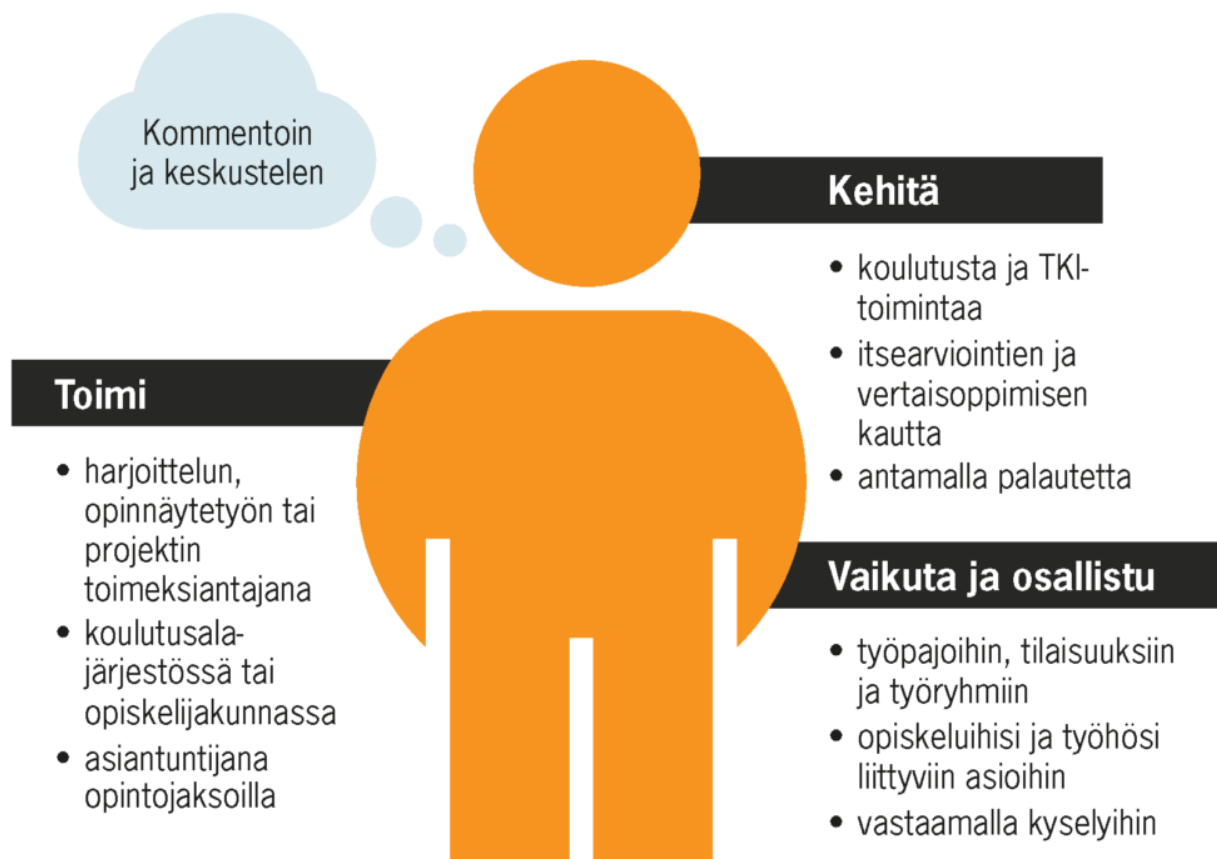 Kommentoin
ja keskustelen
Toimi
• harjoittelun,
opinnäytetyön tai
projektin
toimeksiantajana
• koulutusala-
järjestössä tai
opiskelijakunnassa
• asiantuntijana
opintojaksoilla
Kehitä
• koulutusta ja TKI-
toimintaa
• itsearviointien ja
vertaisoppimisen
kautta
• antamalla palautetta
Vaikuta ja osallistu
• työpajoihin, tilaisuuksiin
ja työryhmiin
• opiskeluihisi ja työhösi
liittyviin asioihin
• vastaamalla kyselyihin